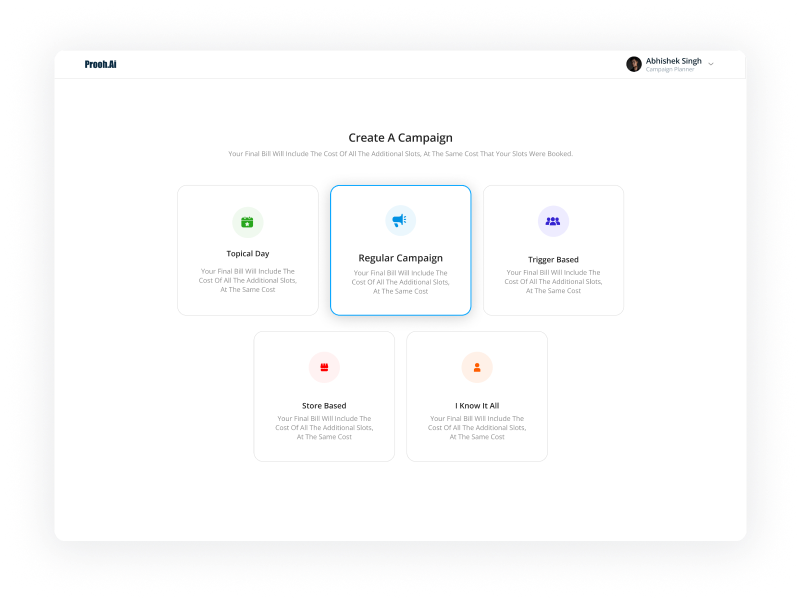 Prooh.Ai
Abhishek Singh
Campaign Planner
Create A Campaign
Your Final Bill Will Include The Cost Of All The Additional Slots, At The Same Cost That Your Slots Were Booked.
Topical Day
Your Final Bill Will Include The
Cost Of All The Additional Slots,
At The Same Cost
Regular Campaign
Your Final Bill Will Include The
Cost Of All The Additional Slots,
At The Same Cost
Trigger Based
Your Final Bill Will Include The
Cost Of All The Additional Slots,
At The Same Cost
Store Based
Your Final Bill Will Include The
Cost Of All The Additional Slots,
At The Same Cost
I Know It All
Your Final Bill Will Include The
Cost Of All The Additional Slots,
At The Same Cost